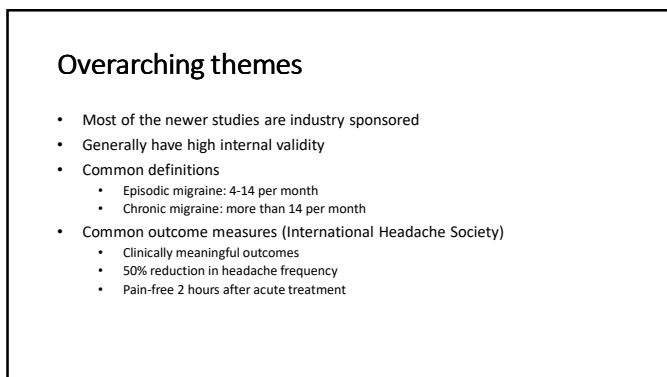 Overarching themes
• Most of the newer studies are industry sponsored
• Generally have high internal validity
• Common definitions
• Episodic migraine: 4-14 per month
• Chronic migraine: more than 14 per month
• Common outcome measures (International Headache Society)
• Clinically meaningful outcomes
• 50% reduction in headache frequency
• Pain-free 2 hours after acute treatment